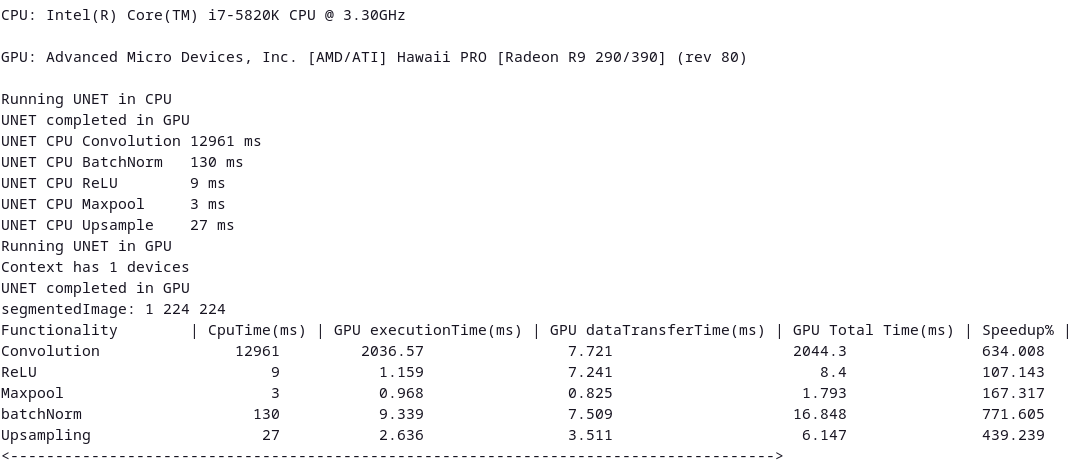 CPU: Intel(R) Core(TM) i7-5820K CPU @ 3.30GHz
GPU: Advanced Micro Devices, Inc. [AMD/ATI] Hawaii PRO [Radeon R9 290/390] (rev 80)
Running UNET in CPU
UNET completed in GPU
UNET CPU Convolution 12961 ms
UNET CPU BatchNorm   130 ms
UNET CPU ReLU        9 ms
UNET CPU Maxpool     3 ms
UNET CPU Upsample    27 ms
Running UNET in GPU
Context has 1 devices
UNET completed in GPU
segmentedImage: 1 224 224
Functionality        | CpuTime(ms) | GPU executionTime(ms) | GPU dataTransferTime(ms) | GPU Total Time(ms) | Speedup% |
Convolution               12961         2036.57                7.721                    2044.3               634.008
ReLU                          9           1.159                7.241                       8.4               107.143
Maxpool                       3           0.968                0.825                     1.793               167.317
batchNorm                   130           9.339                7.509                    16.848               771.605
Upsampling                   27           2.636                3.511                     6.147               439.239
<------------------------------------------------------------------------------------->